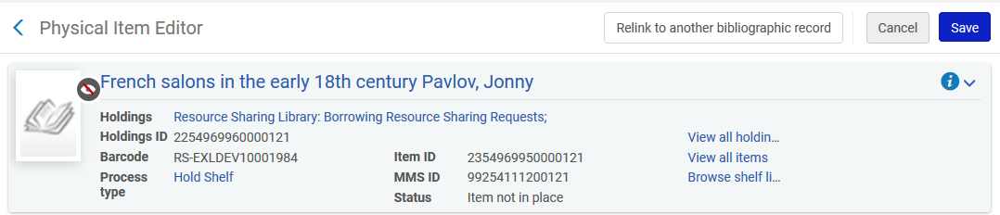 Physical Item Editor
Relink to another bibliographic record
Cancel
Save
French salons in the early 18th century Pavlov, Jonny
Holdings Resource Sharing Library: Borrowing Resource Sharing Requests;
Holdings ID 2254969960000121 View all holdin...
Barcode RS-EXLDEV10001984 Item ID 2354969950000121 View all items
Process type Hold Shelf MMS ID 99254111200121 Browse shelf li...
Status Item not in place